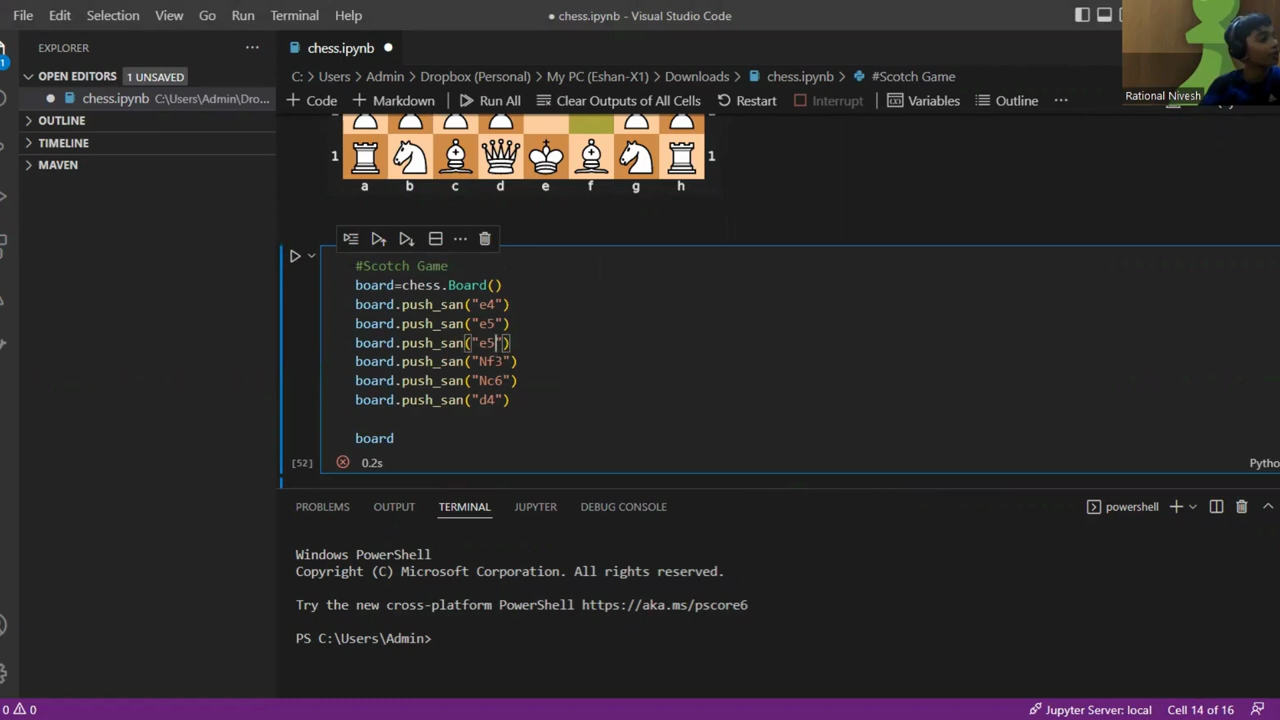 File Edit Selection View Go Run Terminal Help
● chess.ipynb - Visual Studio Code
EXPLORER
OPEN EDITORS 1 UNSAVED
chess.ipynb C:\Users\Admin\Dro...
OUTLINE
TIMELINE
MAVEN
1
chess.ipynb
C: > Users > Admin > Dropbox (Personal) > My PC (Eshan-X1) > Downloads > chess.ipynb > #Scotch Game
+ Code + Markdown Run All Clear Outputs of All Cells Restart Interrupt Variables Outline ...
Rational Nivesh
1 1
a b c d e f g h
#Scotch Game
board=chess.Board()
board.push_san("e4")
board.push_san("e5")
board.push_san("e5")
board.push_san("Nf3")
board.push_san("Nc6")
board.push_san("d4")
board
[52] 0.2s
Pytho
PROBLEMS OUTPUT TERMINAL JUPYTER DEBUG CONSOLE
powershell
Windows PowerShell
Copyright (C) Microsoft Corporation. All rights reserved.
Try the new cross-platform PowerShell https://aka.ms/pscore6
PS C:\Users\Admin>
0 0
Jupyter Server: local Cell 14 of 16